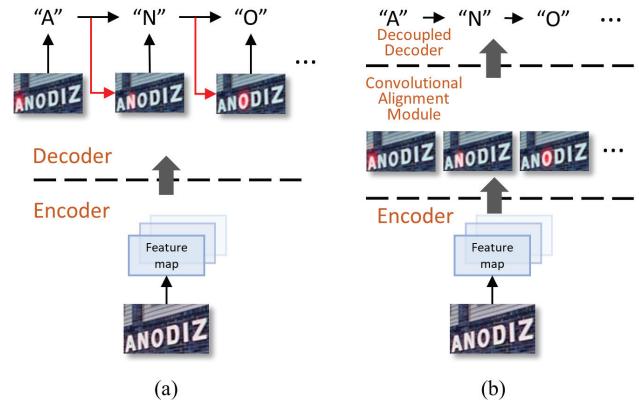 “A” “N” “O”
...
ANODIZ ANODIZ ANODIZ
Decoder
Encoder
Feature
map
ANODIZ
(a)
“A” “N” “O” ...
Decoupled
Decoder
Convolutional
Alignment
Module
ANODIZ ANODIZ ANODIZ ...
Encoder
Feature
map
ANODIZ
(b)